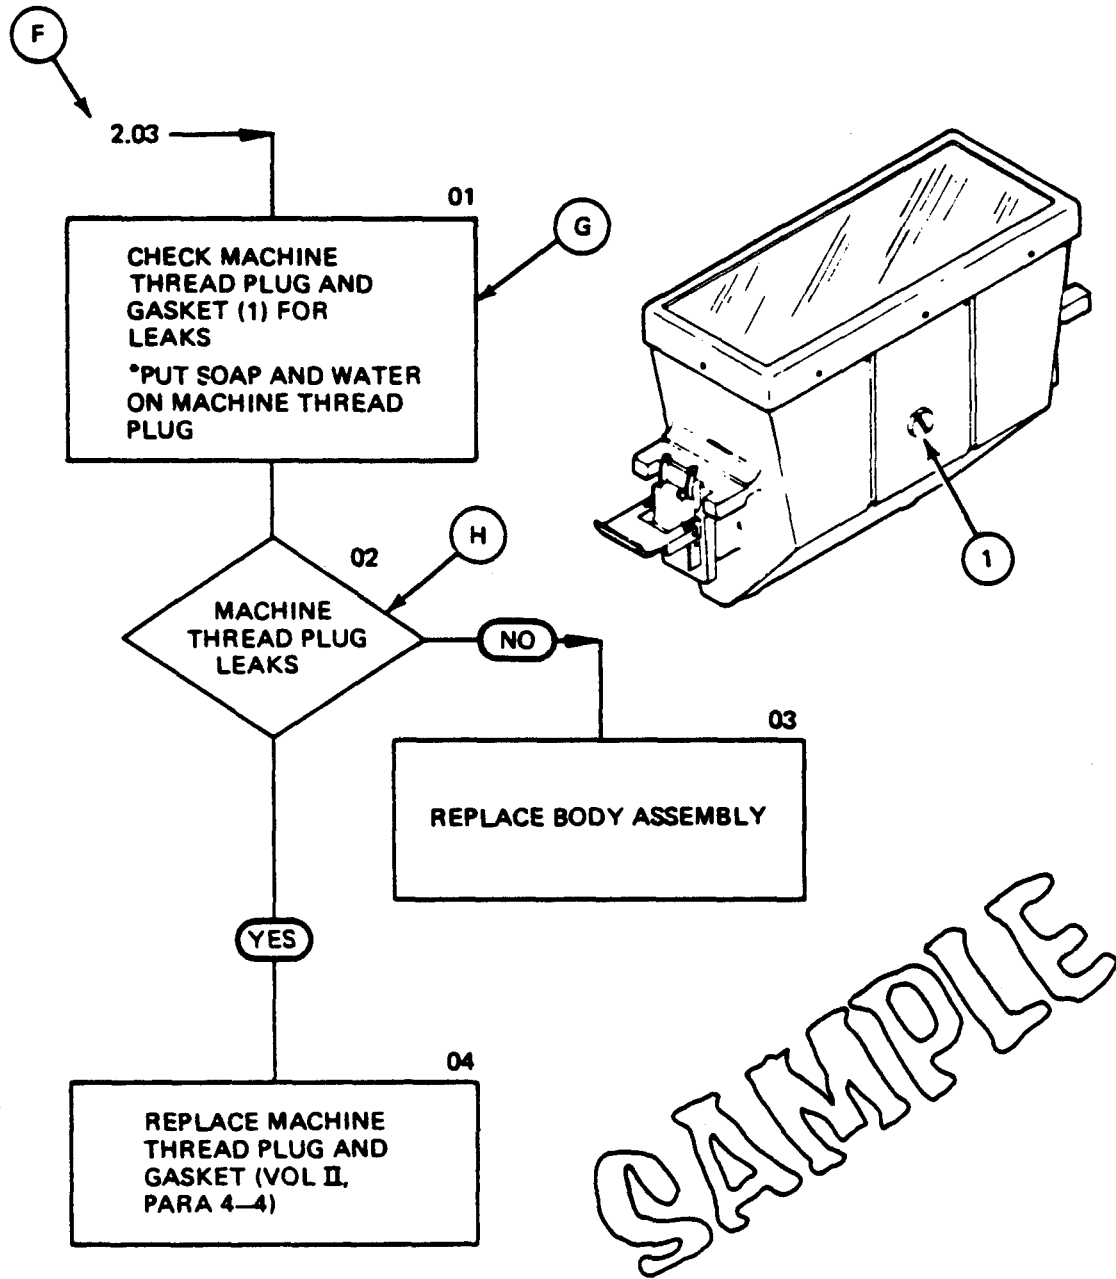 F
2.03
01
CHECK MACHINE
THREAD PLUG AND
GASKET (1) FOR
LEAKS
*PUT SOAP AND WATER
ON MACHINE THREAD
PLUG
G
1
02
H
MACHINE
THREAD PLUG
LEAKS
NO
03
REPLACE BODY ASSEMBLY
YES
04
REPLACE MACHINE
THREAD PLUG AND
GASKET (VOL II,
PARA 4—4)
SAMPLE